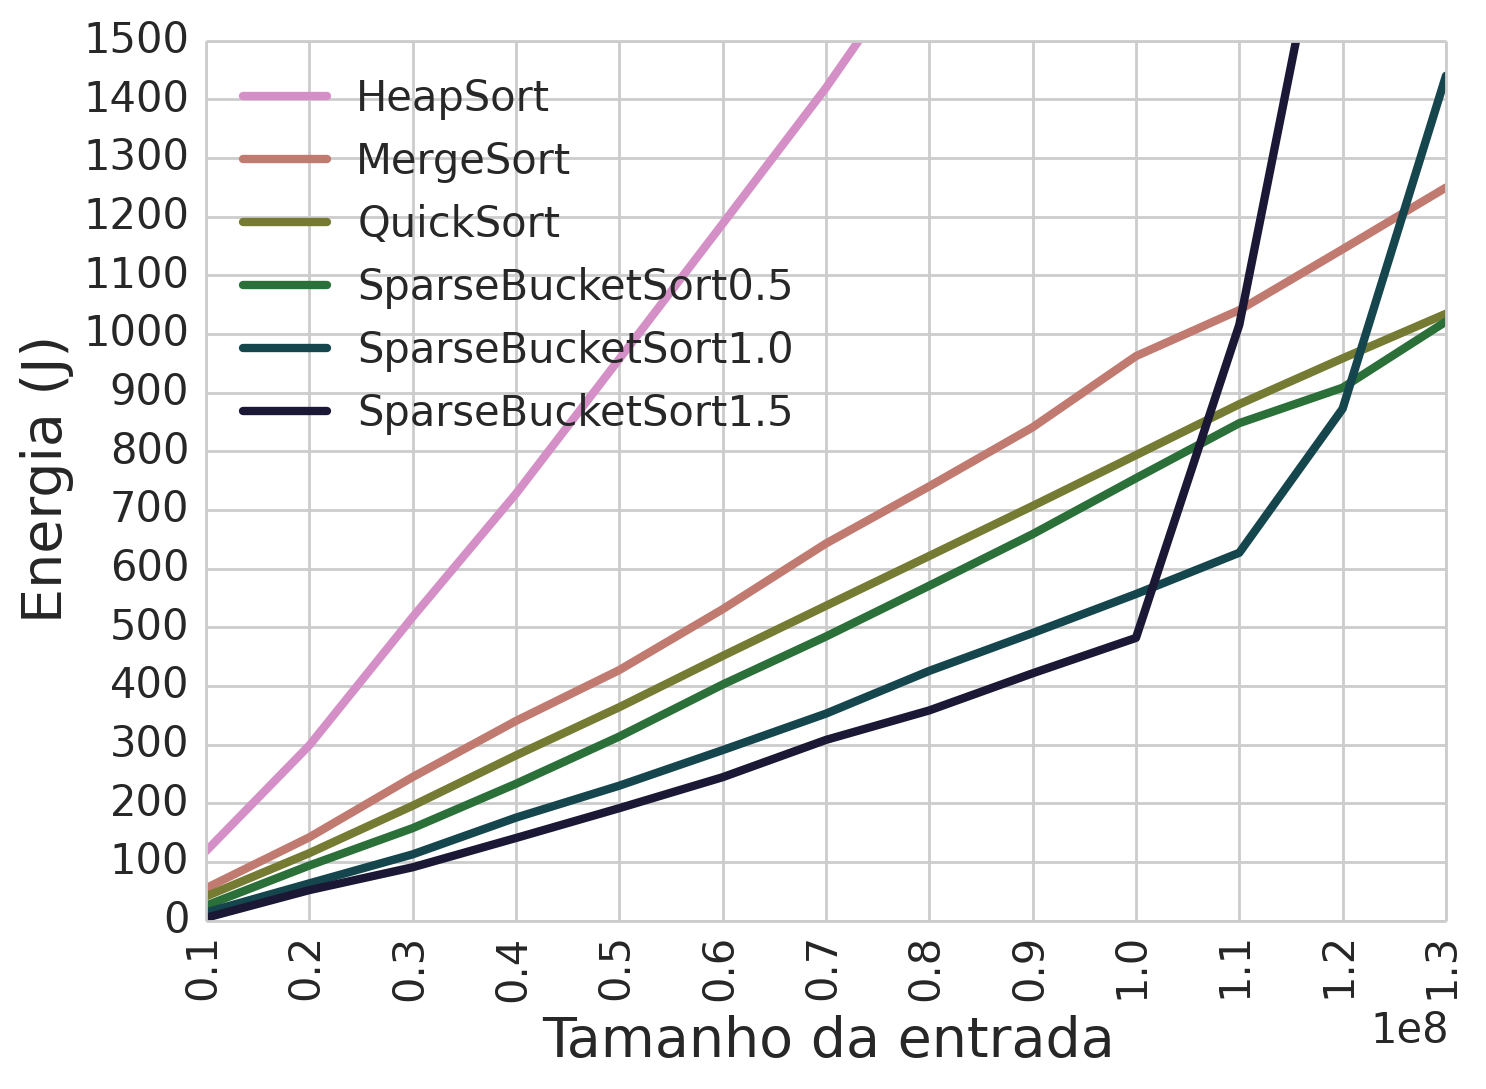 1500
1400
1300
1200
1100
1000
900
800
700
600
500
400
300
200
100
0
Energia (J)
HeapSort
MergeSort
QuickSort
SparseBucketSort0.5
SparseBucketSort1.0
SparseBucketSort1.5
0.1 0.2 0.3 0.4 0.5 0.6 0.7 0.8 0.9 1.0 1.1 1.2 1.3
1e8
Tamanho da entrada